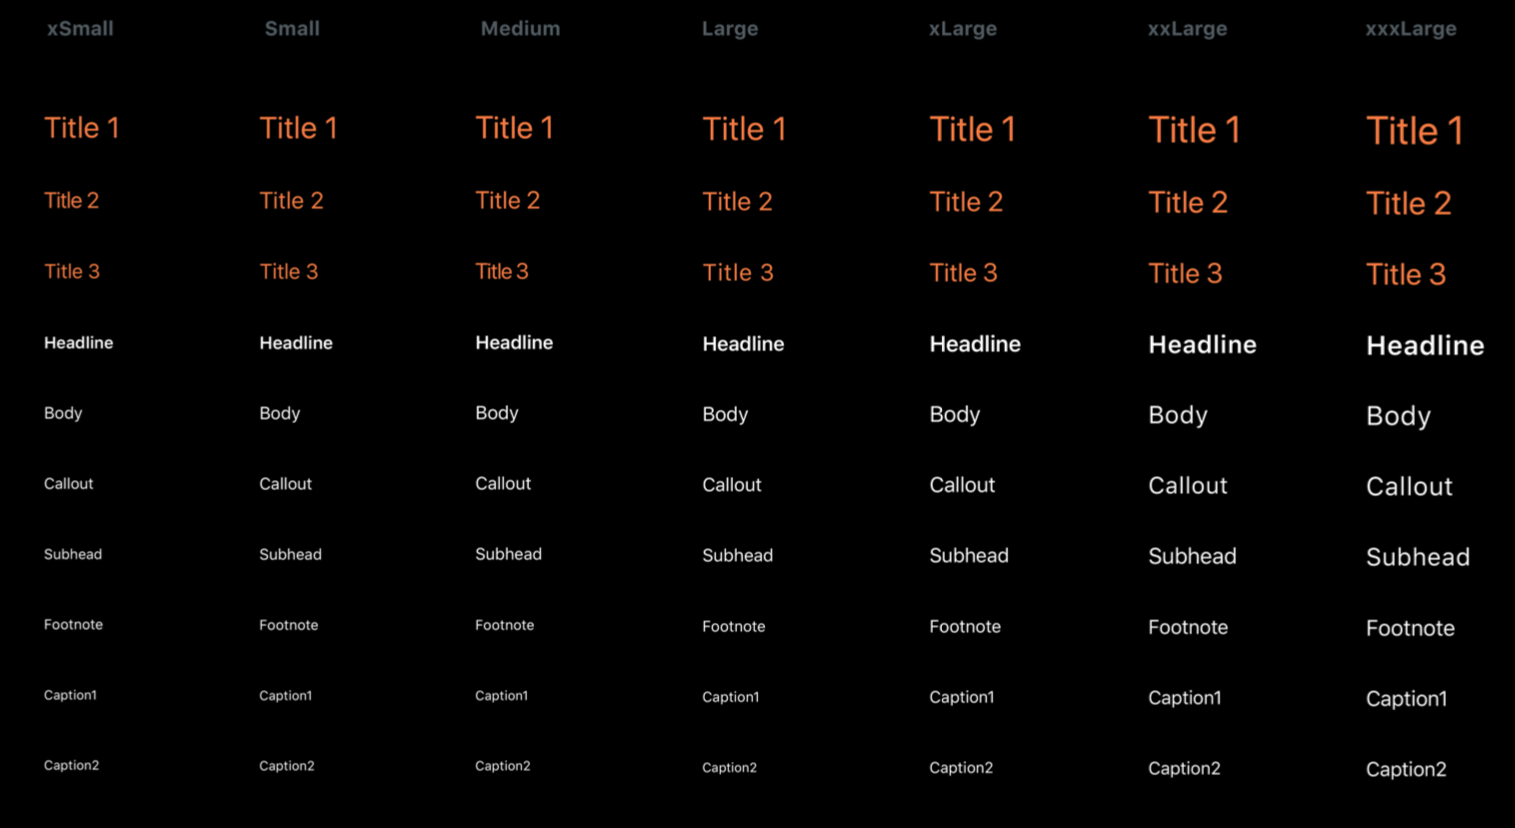 xSmall Small Medium Large xLarge xxLarge xxxLarge
Title 1 Title 1 Title 1 Title 1 Title 1 Title 1 Title 1
Title 2 Title 2 Title 2 Title 2 Title 2 Title 2 Title 2
Title 3 Title 3 Title 3 Title 3 Title 3 Title 3 Title 3
Headline Headline Headline Headline Headline Headline Headline
Body Body Body Body Body Body Body
Callout Callout Callout Callout Callout Callout Callout
Subhead Subhead Subhead Subhead Subhead Subhead Subhead
Footnote Footnote Footnote Footnote Footnote Footnote Footnote
Caption1 Caption1 Caption1 Caption1 Caption1 Caption1 Caption1
Caption2 Caption2 Caption2 Caption2 Caption2 Caption2 Caption2